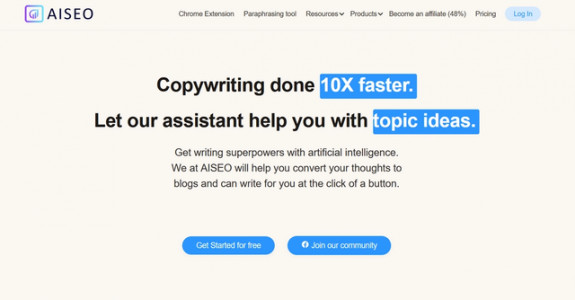 AISEO
Chrome Extension Paraphrasing tool Resources Products Become an affiliate (48%) Pricing Log In
Copywriting done 10X faster.
Let our assistant help you with topic ideas.
Get writing superpowers with artificial intelligence.
We at AISEO will help you convert your thoughts to
blogs and can write for you at the click of a button.
Get Started for free Join our community